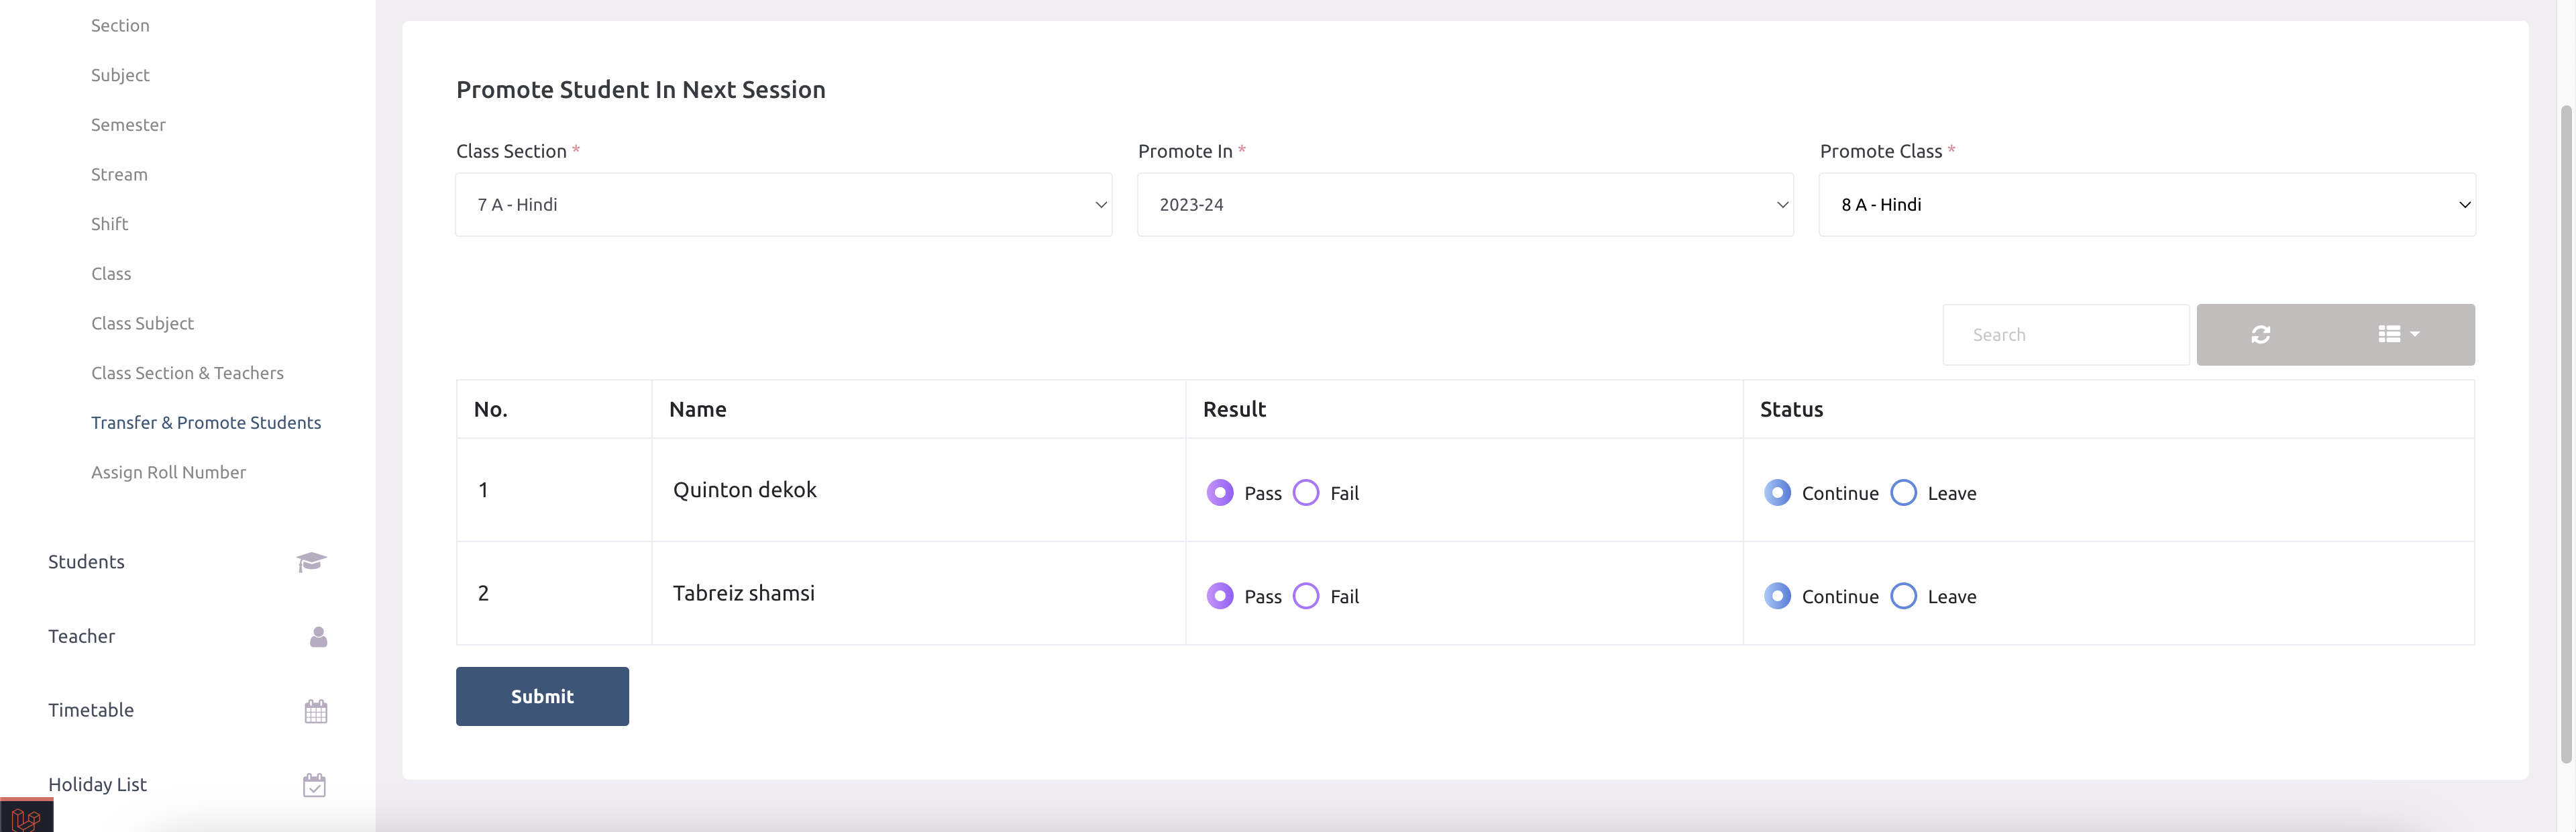 Section
Subject
Semester
Stream
Shift
Class
Class Subject
Class Section & Teachers
Transfer & Promote Students
Assign Roll Number
Students
Teacher
Timetable
Holiday List
Promote Student In Next Session
Class Section * Promote In * Promote Class *
7 A - Hindi 2023-24 8 A - Hindi
Search
No. Name Result Status
1 Quinton dekok Pass Fail Continue Leave
2 Tabreiz shamsi Pass Fail Continue Leave
Submit